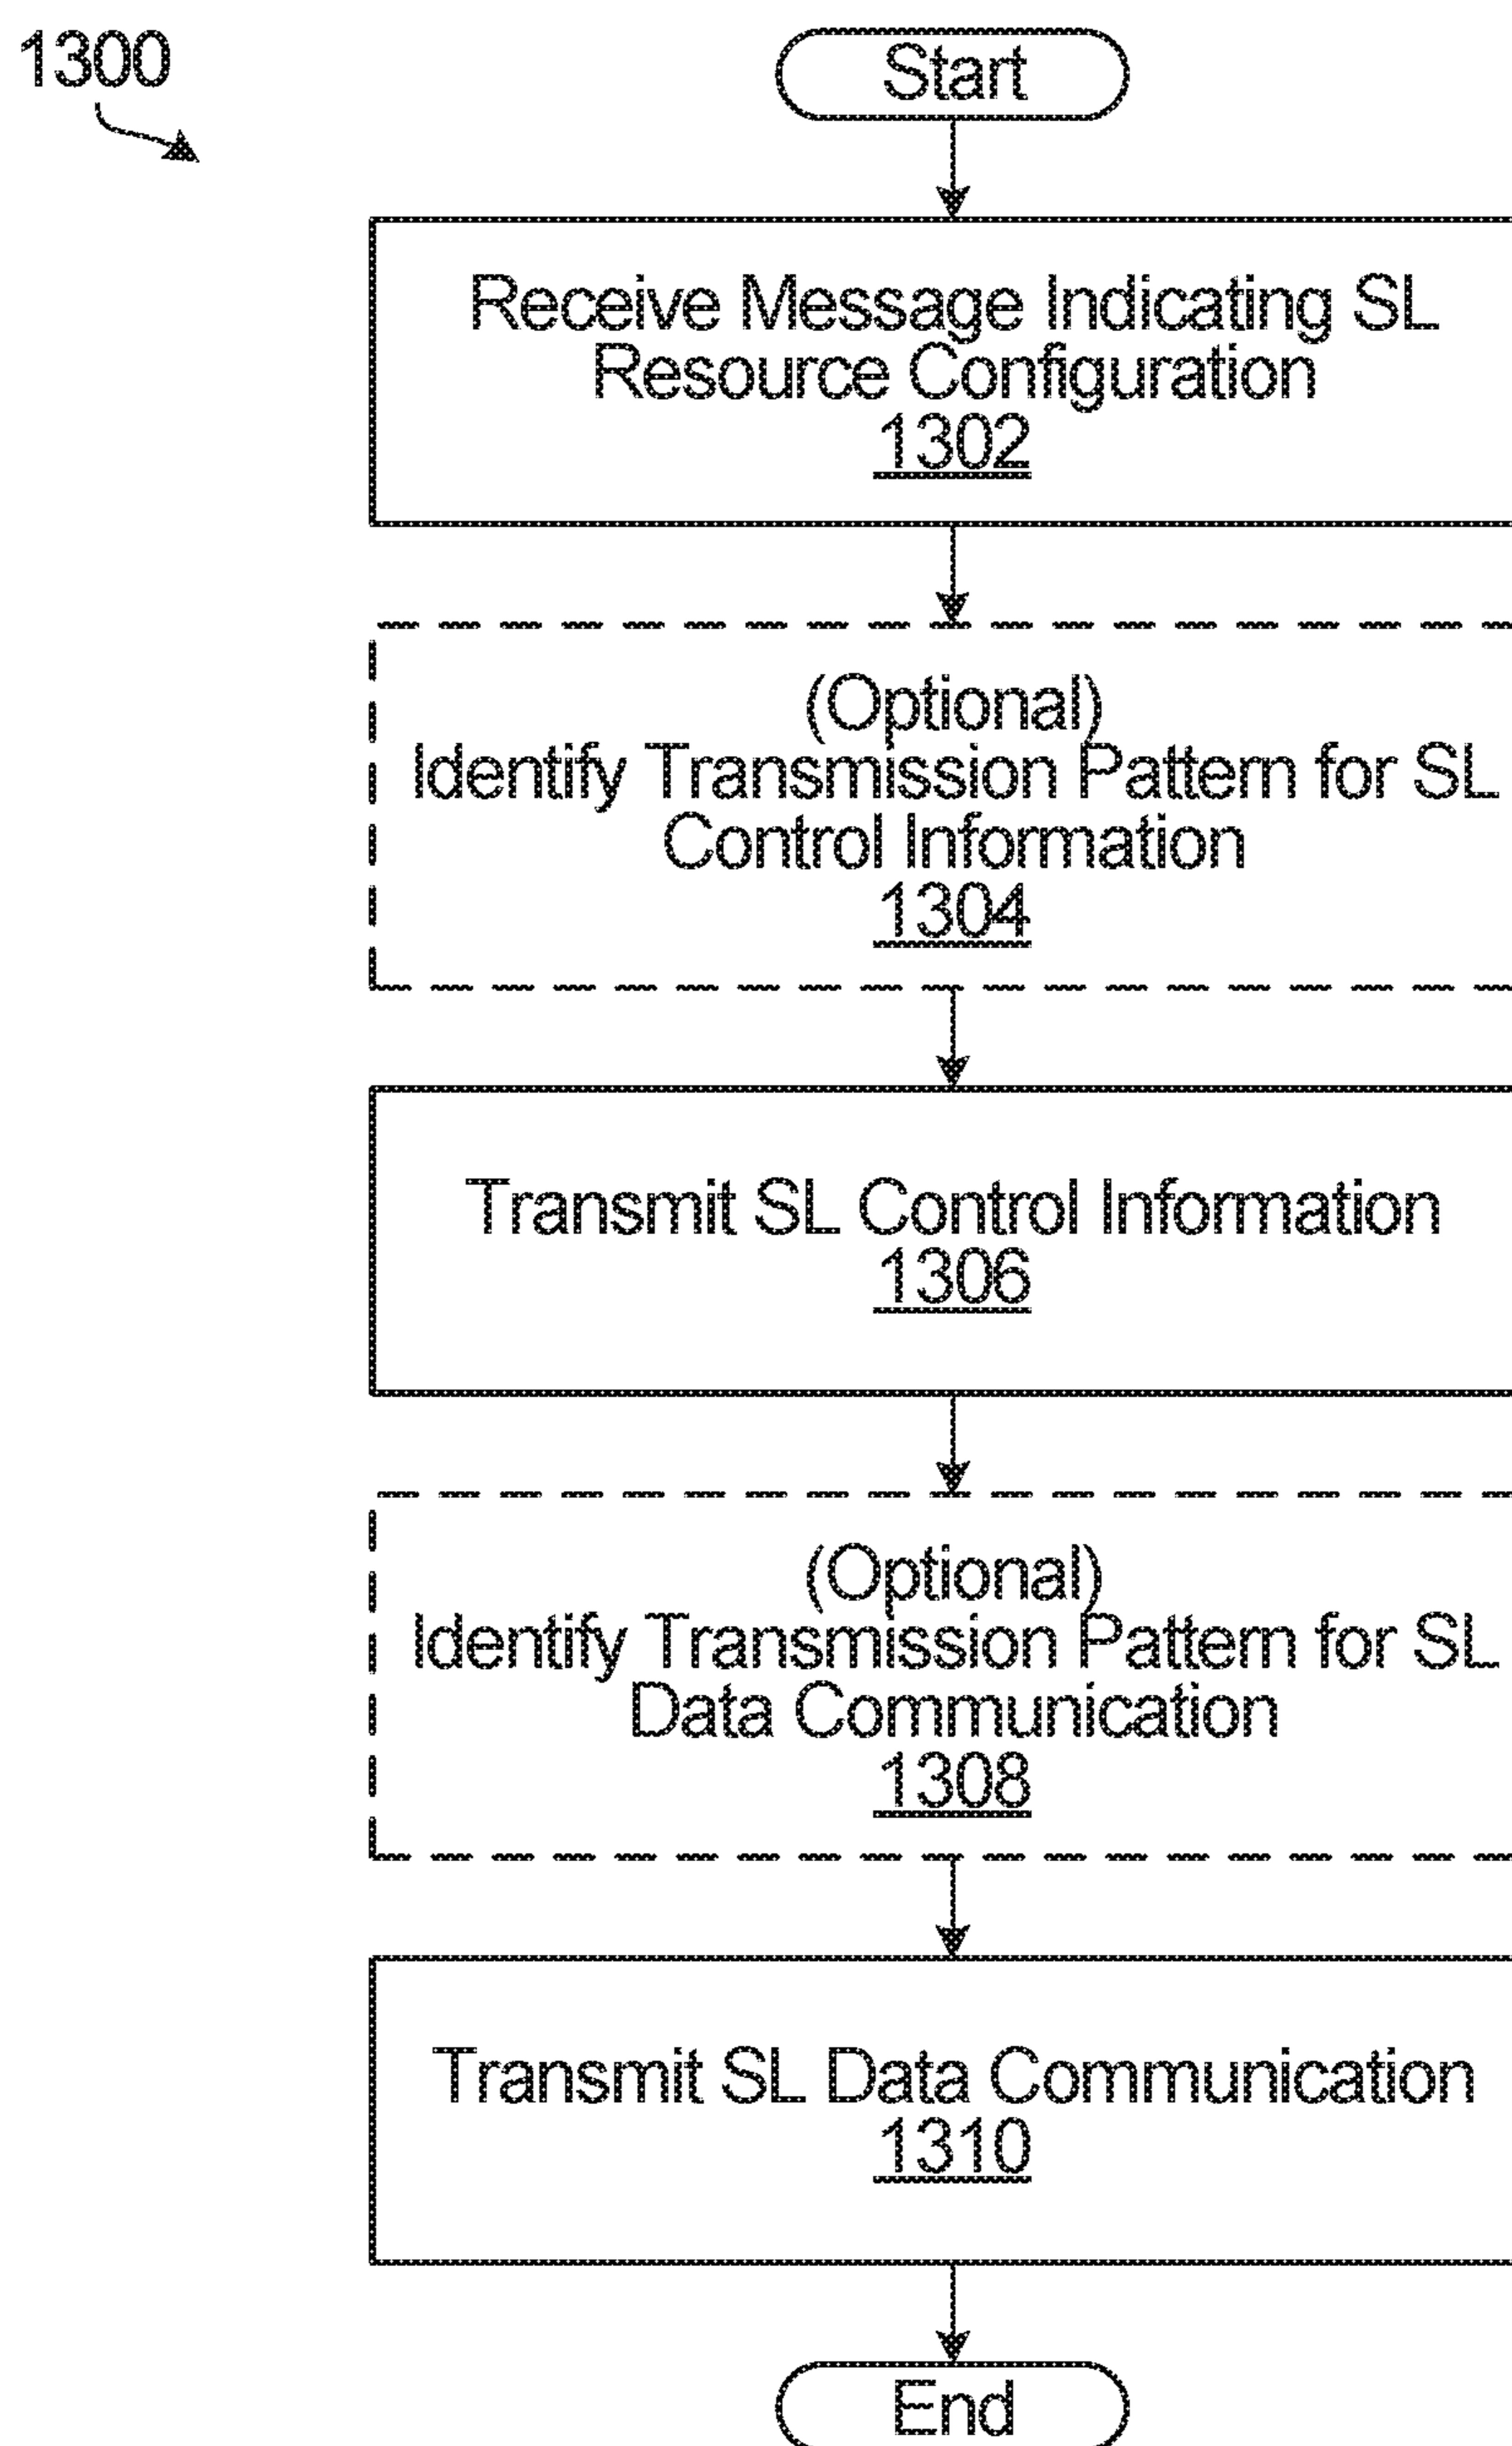 1300
Start
Receive Message Indicating SL
Resource Configuration
1302
(Optional)
Identify Transmission Pattern for SL
Control Information
1304
Transmit SL Control Information
1306
(Optional)
Identify Transmission Pattern for SL
Data Communication
1308
Transmit SL Data Communication
1310
End